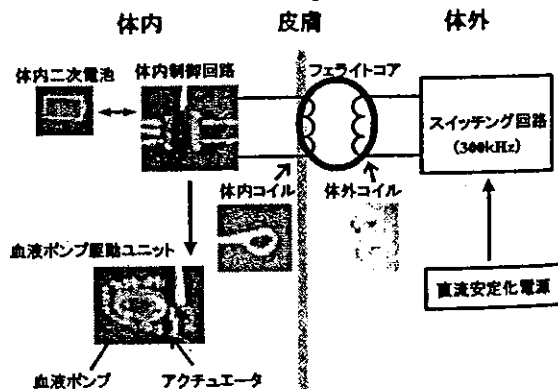 体内
皮膚
体外
体内二次電池
体内制御回路
フェライトコア
スイッチング回路
(300kHz)
体内コイル
体外コイル
血液ポンプ駆動ユニット
直流安定化電源
血液ポンプ
アクチュエータ